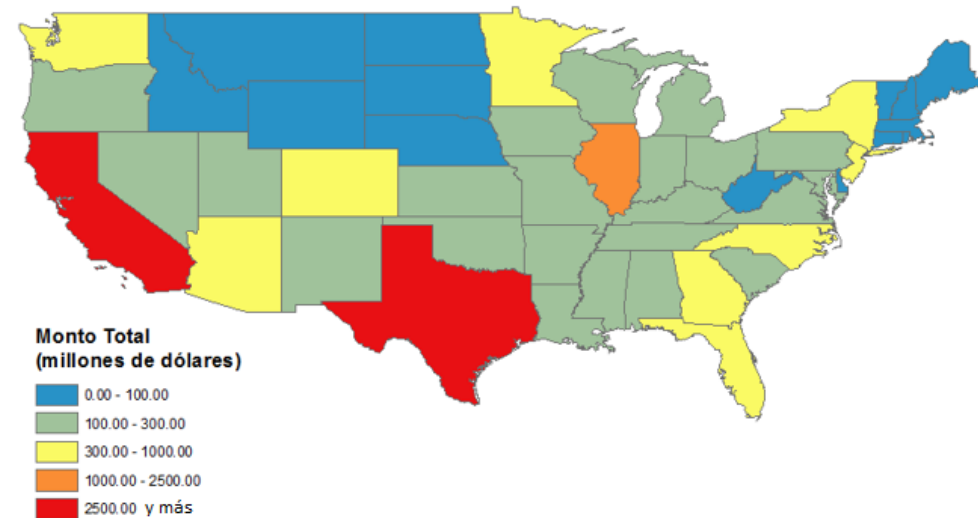 Monto Total
(millones de dólares)
0.00 - 100.00
100.00 - 300.00
300.00 - 1000.00
1000.00 - 2500.00
2500.00 y más